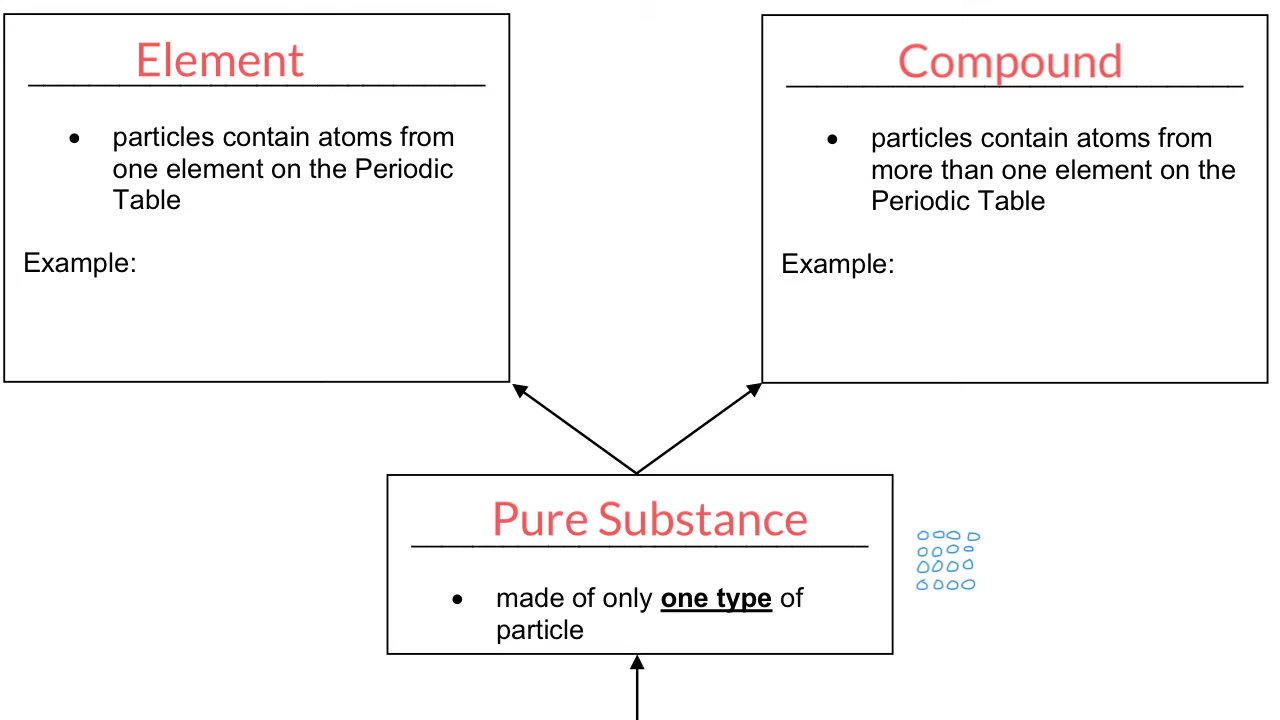 Element
• particles contain atoms from
one element on the Periodic
Table
Example:
Compound
• particles contain atoms from
more than one element on the
Periodic Table
Example:
Pure Substance
• made of only one type of
particle